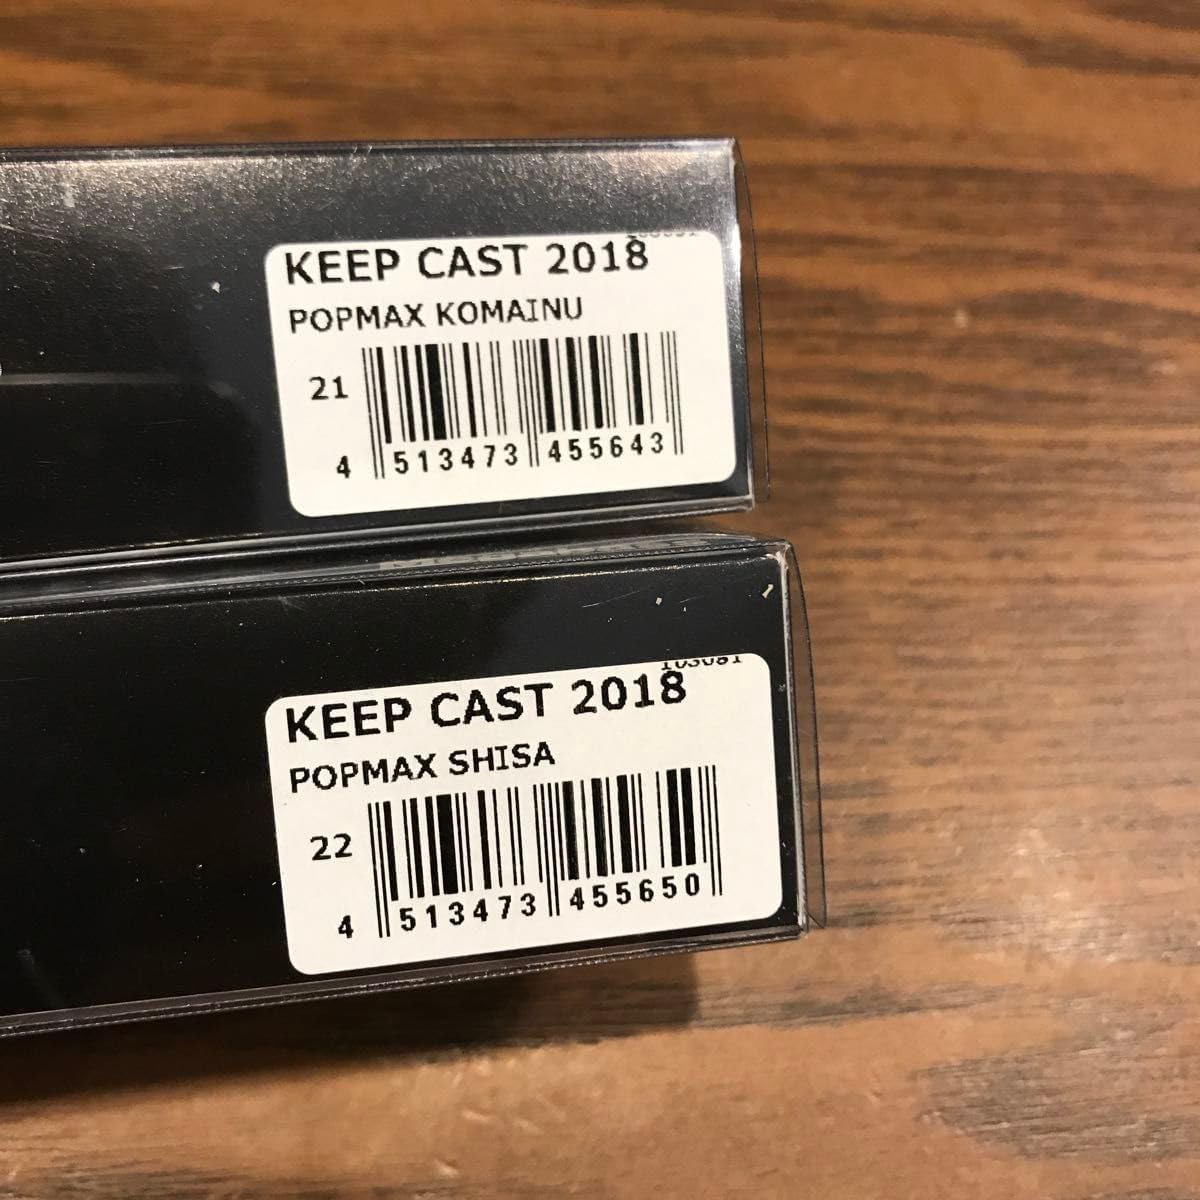 KEEP CAST 2018
POPMAX KOMAINU
21
4 513473 455643
KEEP CAST 2018
POPMAX SHISA
22
4 513473 455650